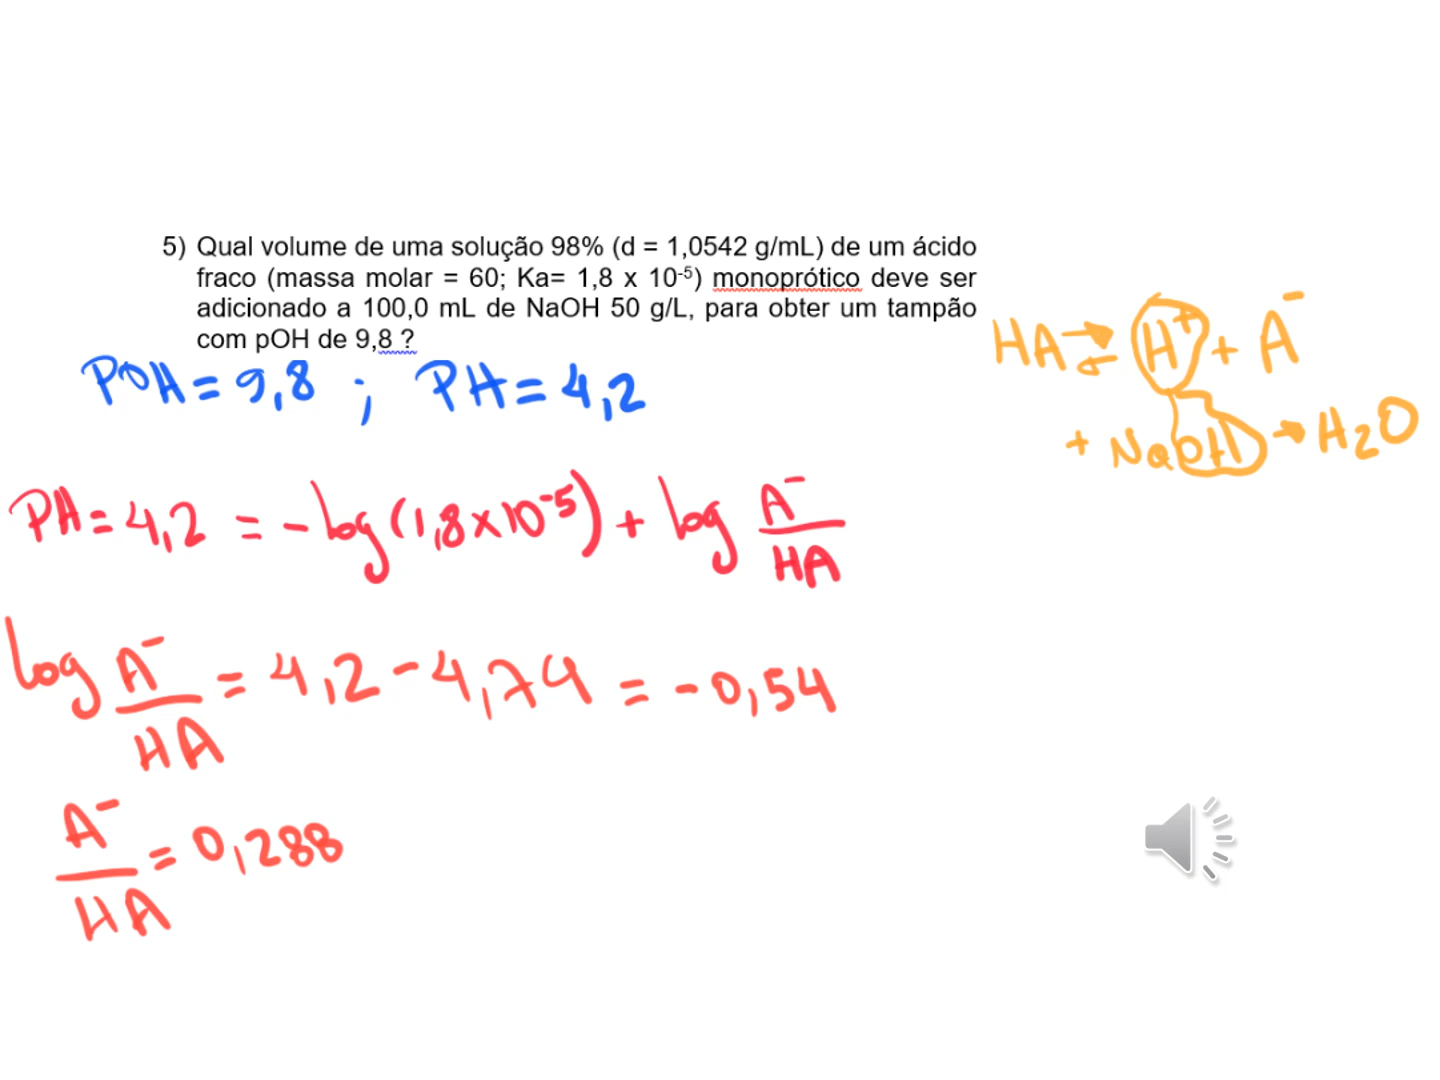 5) Qual volume de uma solução 98% (d = 1,0542 g/mL) de um ácido
fraco (massa molar = 60; Ka= 1,8 x 10⁻⁵) monoprótico deve ser
adicionado a 100,0 mL de NaOH 50 g/L, para obter um tampão
com pOH de 9,8 ?
HA ⇌ H⁺ + A⁻
+ NaOH → H₂O
POH = 9,8 ; PH = 4,2
PH = 4,2 = -log(1,8x10⁻⁵) + log A⁻/HA
log A⁻/HA = 4,2 - 4,74 = -0,54
A⁻/HA = 0,288